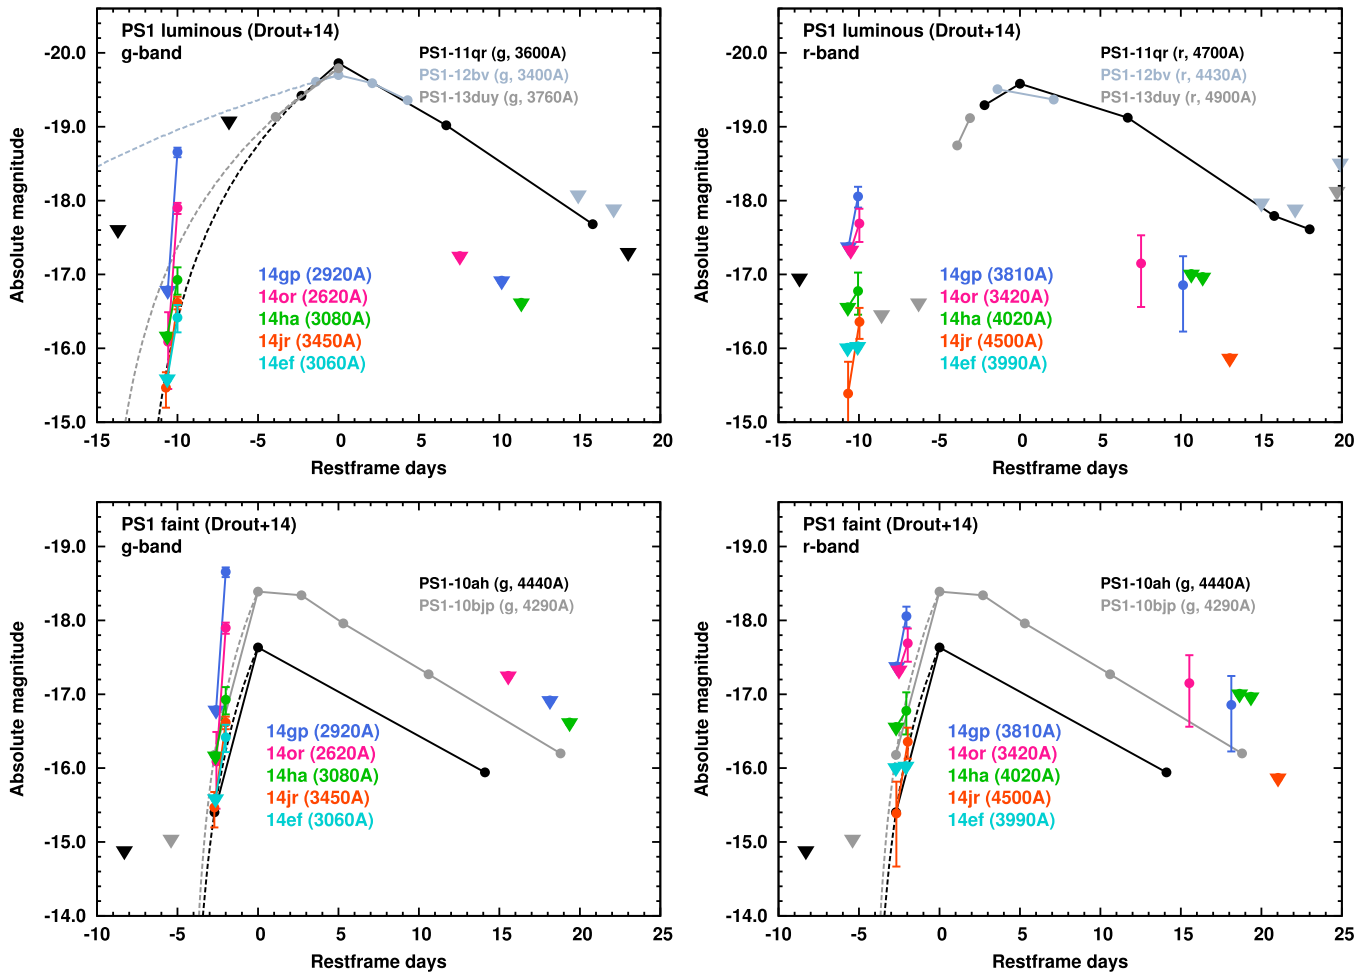 PS1 luminous (Drout+14)
g-band
PS1-11qr (g, 3600A)
PS1-12bv (g, 3400A)
PS1-13duy (g, 3760A)
14gp (2920A)
14or (2620A)
14ha (3080A)
14jr (3450A)
14ef (3060A)
Absolute magnitude
-20.0
-19.0
-18.0
-17.0
-16.0
-15.0
-15 -10 -5 0 5 10 15 20
Restframe days
PS1 luminous (Drout+14)
r-band
PS1-11qr (r, 4700A)
PS1-12bv (r, 4430A)
PS1-13duy (r, 4900A)
14gp (3810A)
14or (3420A)
14ha (4020A)
14jr (4500A)
14ef (3990A)
Absolute magnitude
-20.0
-19.0
-18.0
-17.0
-16.0
-15.0
-15 -10 -5 0 5 10 15 20
Restframe days
PS1 faint (Drout+14)
g-band
PS1-10ah (g, 4440A)
PS1-10bjp (g, 4290A)
14gp (2920A)
14or (2620A)
14ha (3080A)
14jr (3450A)
14ef (3060A)
Absolute magnitude
-19.0
-18.0
-17.0
-16.0
-15.0
-14.0
-10 -5 0 5 10 15 20 25
Restframe days
PS1 faint (Drout+14)
r-band
PS1-10ah (g, 4440A)
PS1-10bjp (g, 4290A)
14gp (3810A)
14or (3420A)
14ha (4020A)
14jr (4500A)
14ef (3990A)
Absolute magnitude
-19.0
-18.0
-17.0
-16.0
-15.0
-14.0
-10 -5 0 5 10 15 20 25
Restframe days